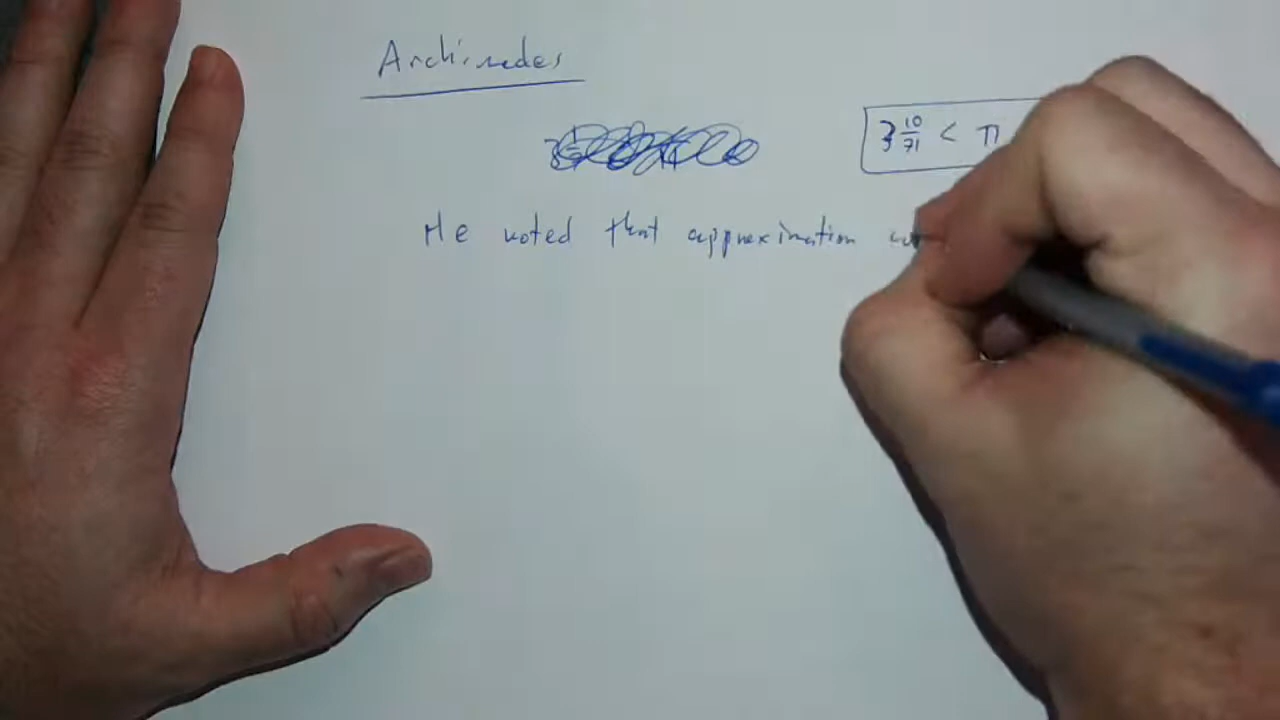 Archimedes
3 10/71 < π
He noted that approximation